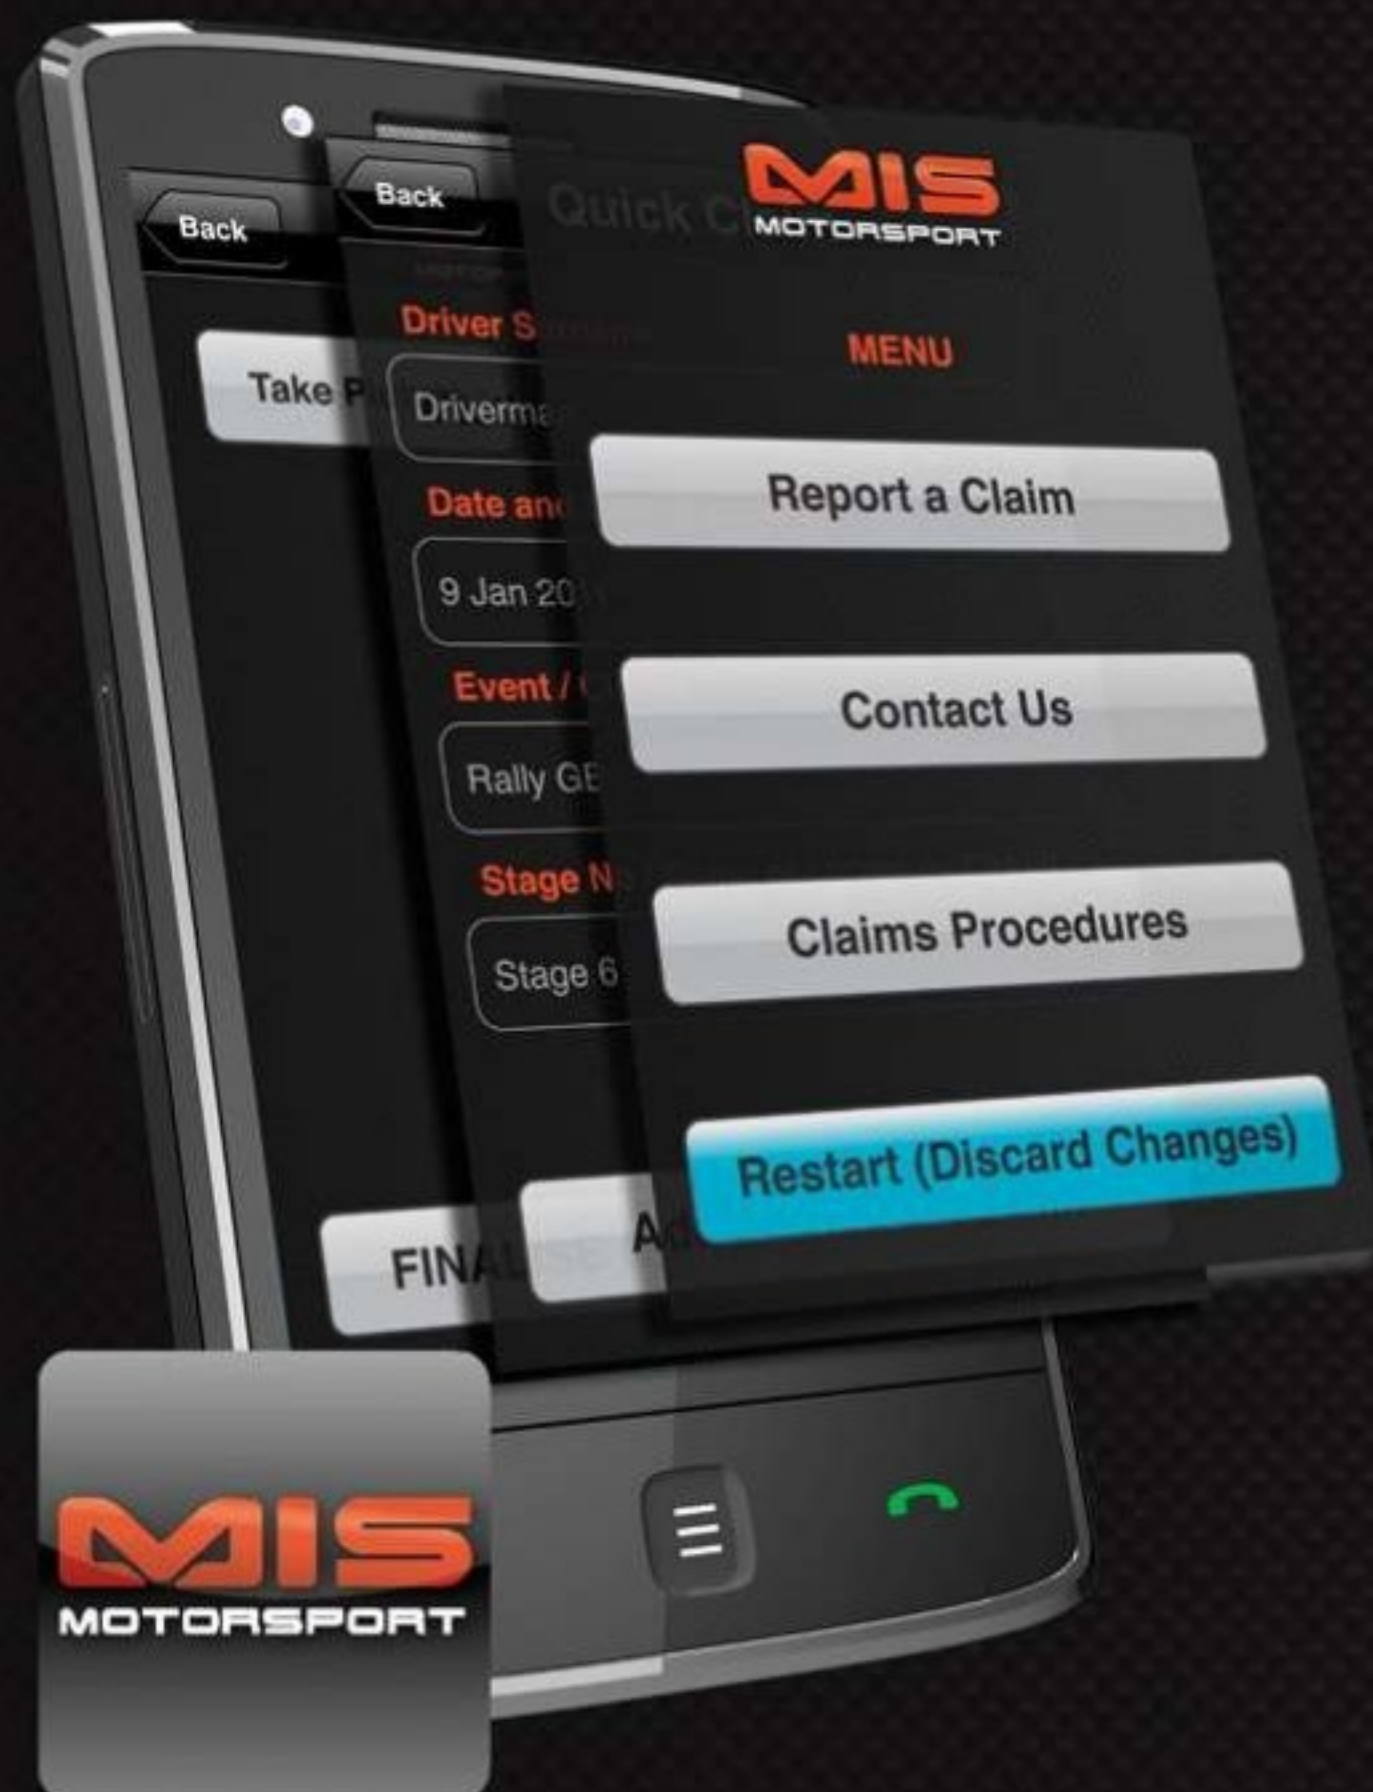 MIS
MOTORSPORT
MENU
Report a Claim
Contact Us
Claims Procedures
Restart (Discard Changes)
Back
Quick
Driver
Date
9 Jan
Event /
Rally
Stage
Stage 6
Back
Take
MIS
MOTORSPORT